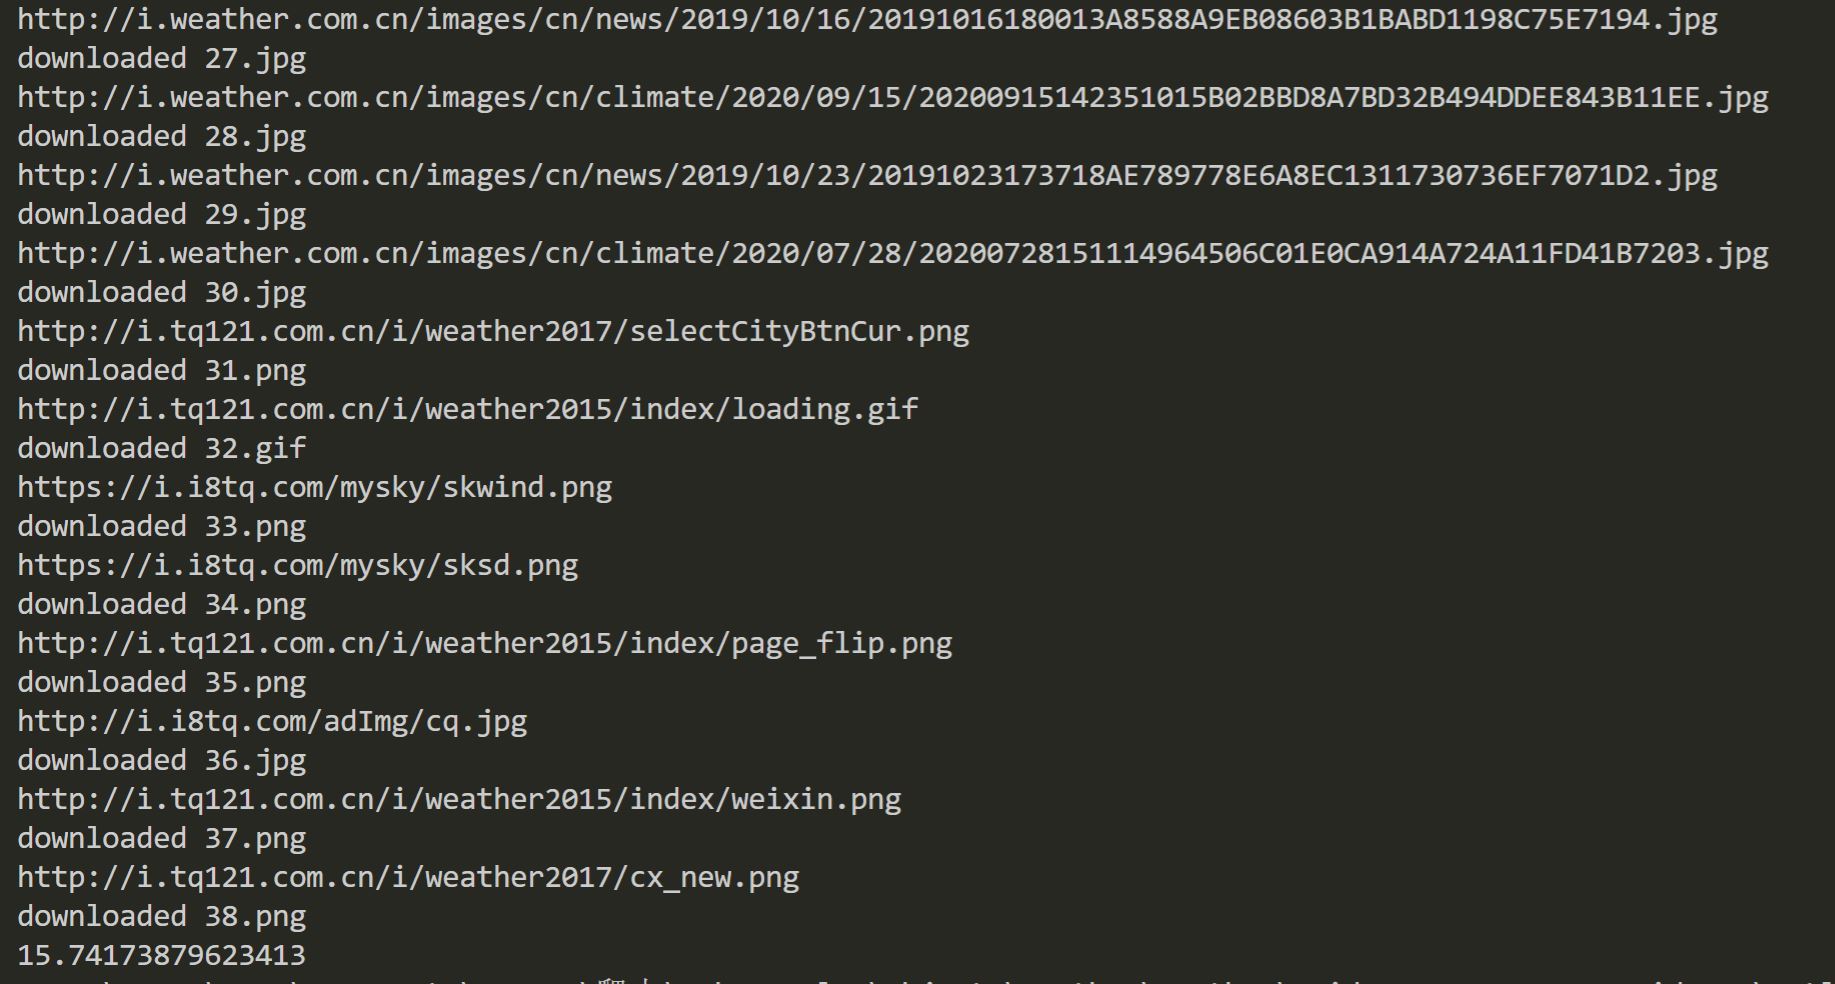 http://i.weather.com.cn/images/cn/news/2019/10/16/20191016180013A8588A9EB08603B1BABD1198C75E7194.jpg
downloaded 27.jpg
http://i.weather.com.cn/images/cn/climate/2020/09/15/20200915142351015B02BBD8A7BD32B494DDEE843B11EE.jpg
downloaded 28.jpg
http://i.weather.com.cn/images/cn/news/2019/10/23/20191023173718AE789778E6A8EC1311730736EF7071D2.jpg
downloaded 29.jpg
http://i.weather.com.cn/images/cn/climate/2020/07/28/20200728151114964506C01E0CA914A724A11FD41B7203.jpg
downloaded 30.jpg
http://i.tq121.com.cn/i/weather2017/selectCityBtnCur.png
downloaded 31.png
http://i.tq121.com.cn/i/weather2015/index/loading.gif
downloaded 32.gif
https://i.i8tq.com/mysky/skwind.png
downloaded 33.png
https://i.i8tq.com/mysky/sksd.png
downloaded 34.png
http://i.tq121.com.cn/i/weather2015/index/page_flip.png
downloaded 35.png
http://i.i8tq.com/adImg/cq.jpg
downloaded 36.jpg
http://i.tq121.com.cn/i/weather2015/index/weixin.png
downloaded 37.png
http://i.tq121.com.cn/i/weather2017/cx_new.png
downloaded 38.png
15.74173879623413